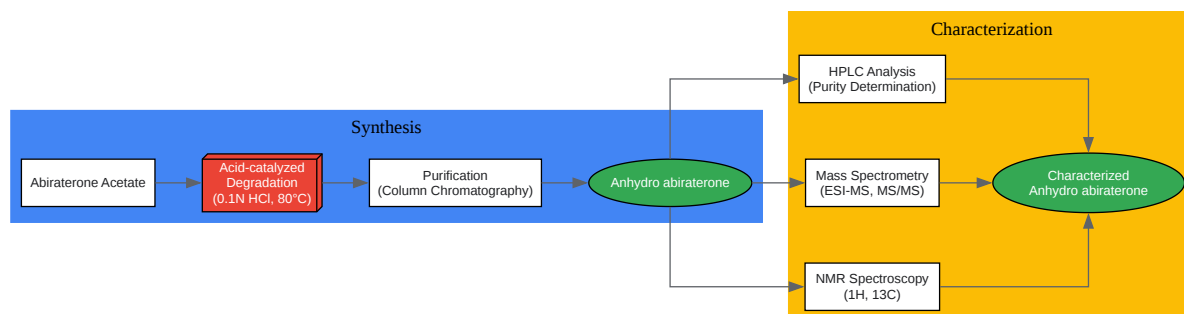 Synthesis
Abiraterone Acetate
Acid-catalyzed
Degradation
(0.1N HCl, 80°C)
Purification
(Column Chromatography)
Anhydro abiraterone
Characterization
HPLC Analysis
(Purity Determination)
Mass Spectrometry
(ESI-MS, MS/MS)
NMR Spectroscopy
(1H, 13C)
Characterized
Anhydro abiraterone